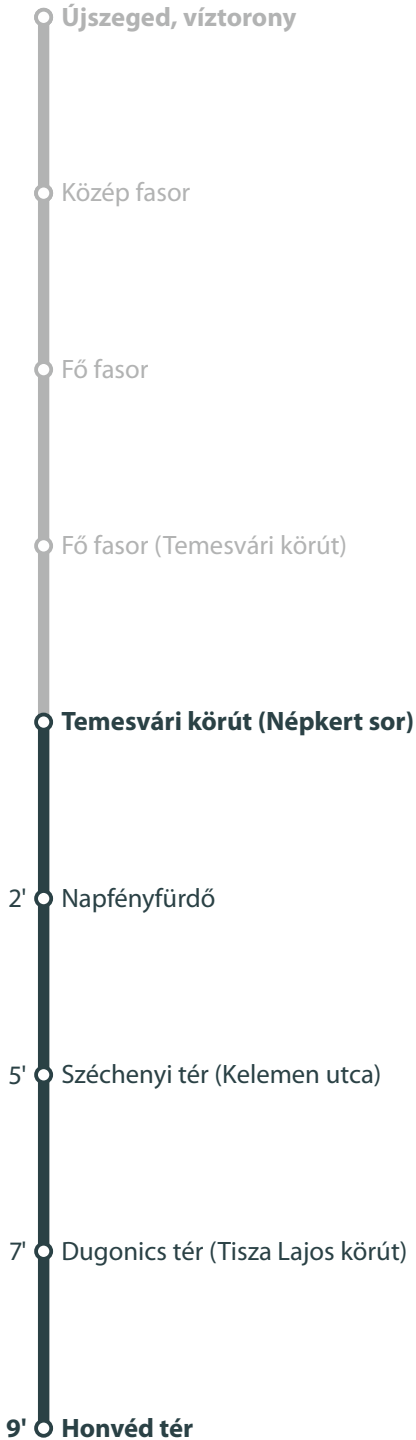 Újszeged, víztorony
Közép fasor
Fő fasor
Fő fasor (Temesvári körút)
Temesvári körút (Népkert sor)
2' Napfényfürdő
5' Széchenyi tér (Kelemen utca)
7' Dugonics tér (Tisza Lajos körút)
9' Honvéd tér